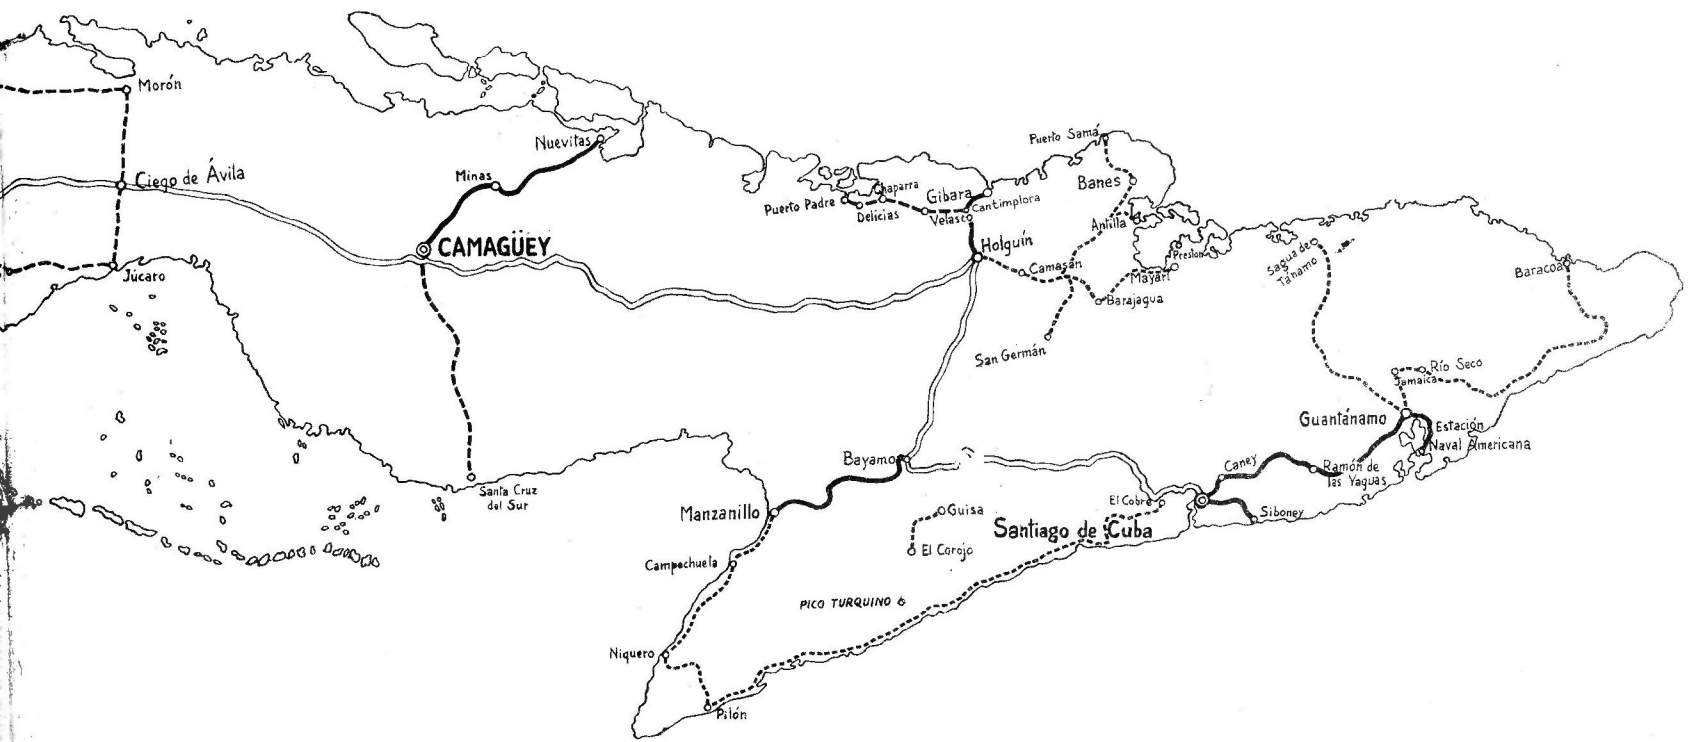 Morón
Ciego de Ávila
Júcaro
Nuevitas
Minas
CAMAGÜEY
Santa Cruz
del Sur
Puerto Padre
Chaparra
Delicias
Velasco
Gibara
Cantimplora
Holguín
Puerto Samá
Banes
Antilla
Preston
Mayarí
Camasán
Barajagua
San Germán
Sagua de
Tánamo
Baracoa
Río Seco
Jamaica
Guantánamo
Estación
Naval Americana
Ramón de
las Yaguas
Caney
Siboney
El Cobre
Santiago de Cuba
Bayamo
Manzanillo
Guisa
El Corojo
Campechuela
PICO TURQUINO
Niquero
Pilón